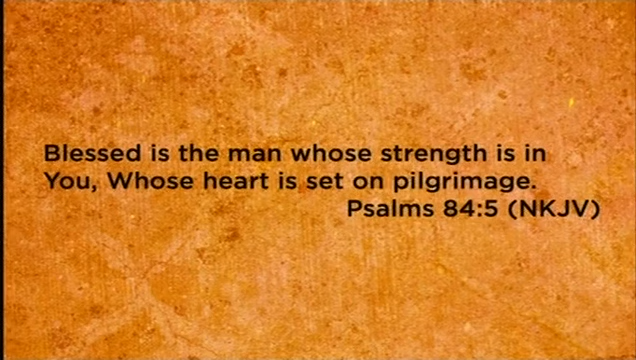 Blessed is the man whose strength is in
You, Whose heart is set on pilgrimage.
Psalms 84:5 (NKJV)